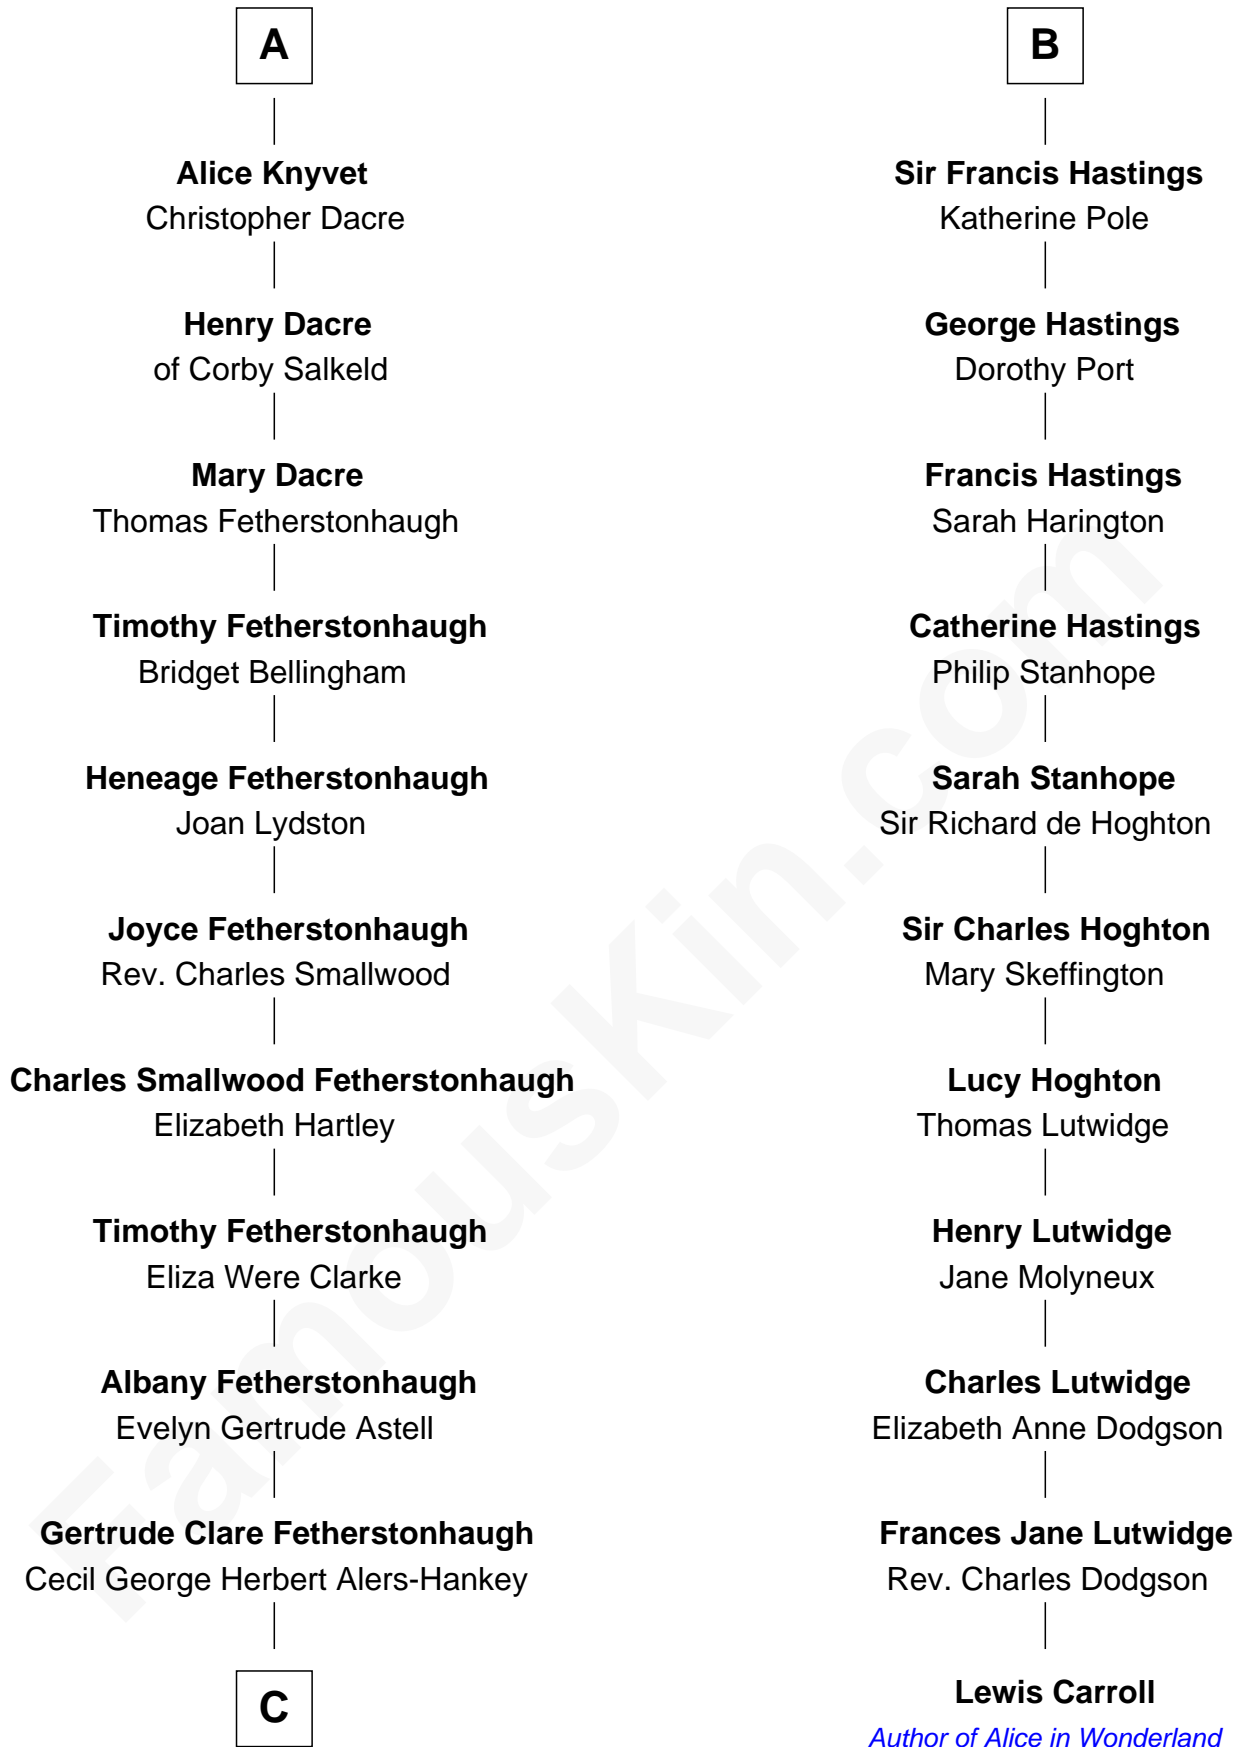 A
Alice Knyvet
Christopher Dacre
Henry Dacre
of Corby Salkeld
Mary Dacre
Thomas Fetherstonhaugh
Timothy Fetherstonhaugh
Bridget Bellingham
Heneage Fetherstonhaugh
Joan Lydston
Joyce Fetherstonhaugh
Rev. Charles Smallwood
Charles Smallwood Fetherstonhaugh
Elizabeth Hartley
Timothy Fetherstonhaugh
Eliza Were Clarke
Albany Fetherstonhaugh
Evelyn Gertrude Astell
Gertrude Clare Fetherstonhaugh
Cecil George Herbert Alers-Hankey
C
B
Sir Francis Hastings
Katherine Pole
George Hastings
Dorothy Port
Francis Hastings
Sarah Harington
Catherine Hastings
Philip Stanhope
Sarah Stanhope
Sir Richard de Hoghton
Sir Charles Hoghton
Mary Skeffington
Lucy Hoghton
Thomas Lutwidge
Henry Lutwidge
Jane Molyneux
Charles Lutwidge
Elizabeth Anne Dodgson
Frances Jane Lutwidge
Rev. Charles Dodgson
Lewis Carroll
Author of Alice in Wonderland
FamousKin.com